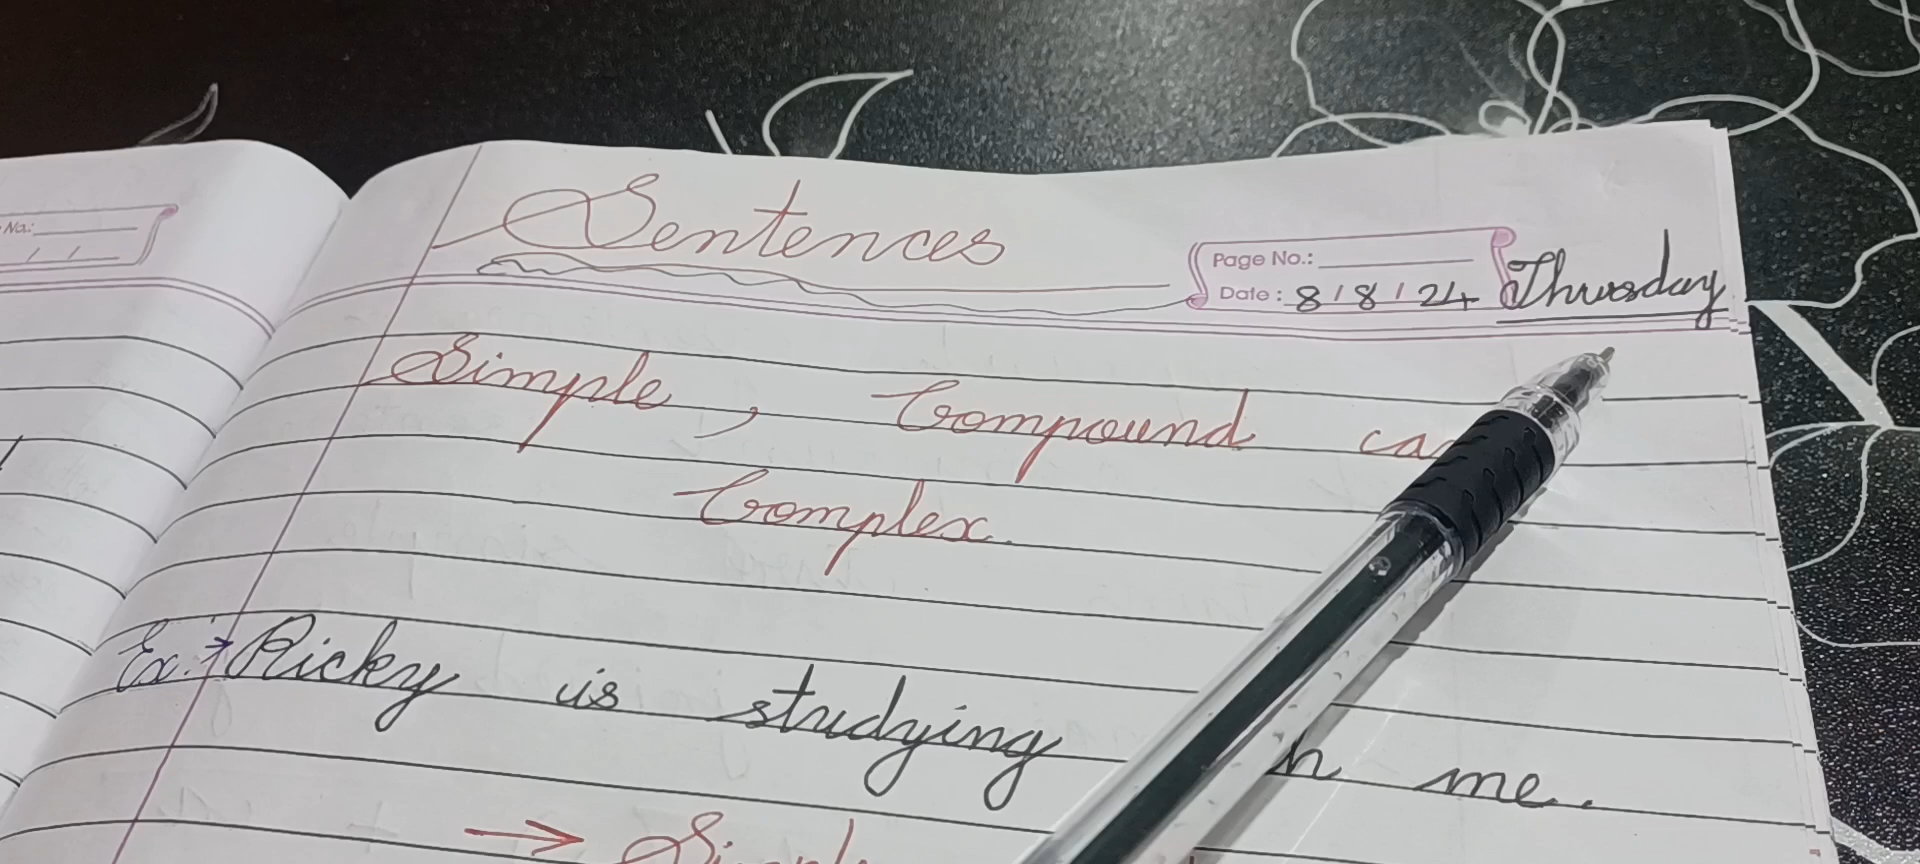 Sentences
No.:
Page No.:
Date: 8/8/24 Thursday
Simple, Compound
Complex.
Ex:→ Ricky is studying me.
→